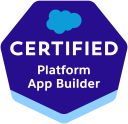 CERTIFIED
Platform
App Builder